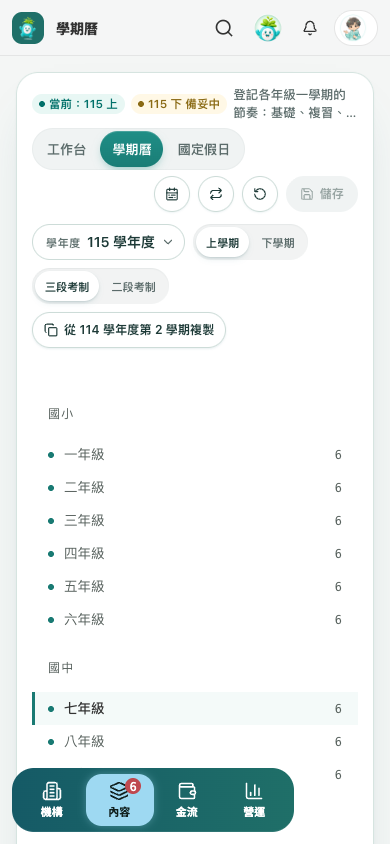 學期曆
當前：115 上
115 下 備妥中
登記各年級一學期的
節奏：基礎、複習、...
工作台
學期曆
國定假日
儲存
學年度 115 學年度
上學期
下學期
三段考制
二段考制
從 114 學年度第 2 學期複製
國小
一年級 6
二年級 6
三年級 6
四年級 6
五年級 6
六年級 6
國中
七年級 6
八年級 6
6
機構
內容 6
金流
營運